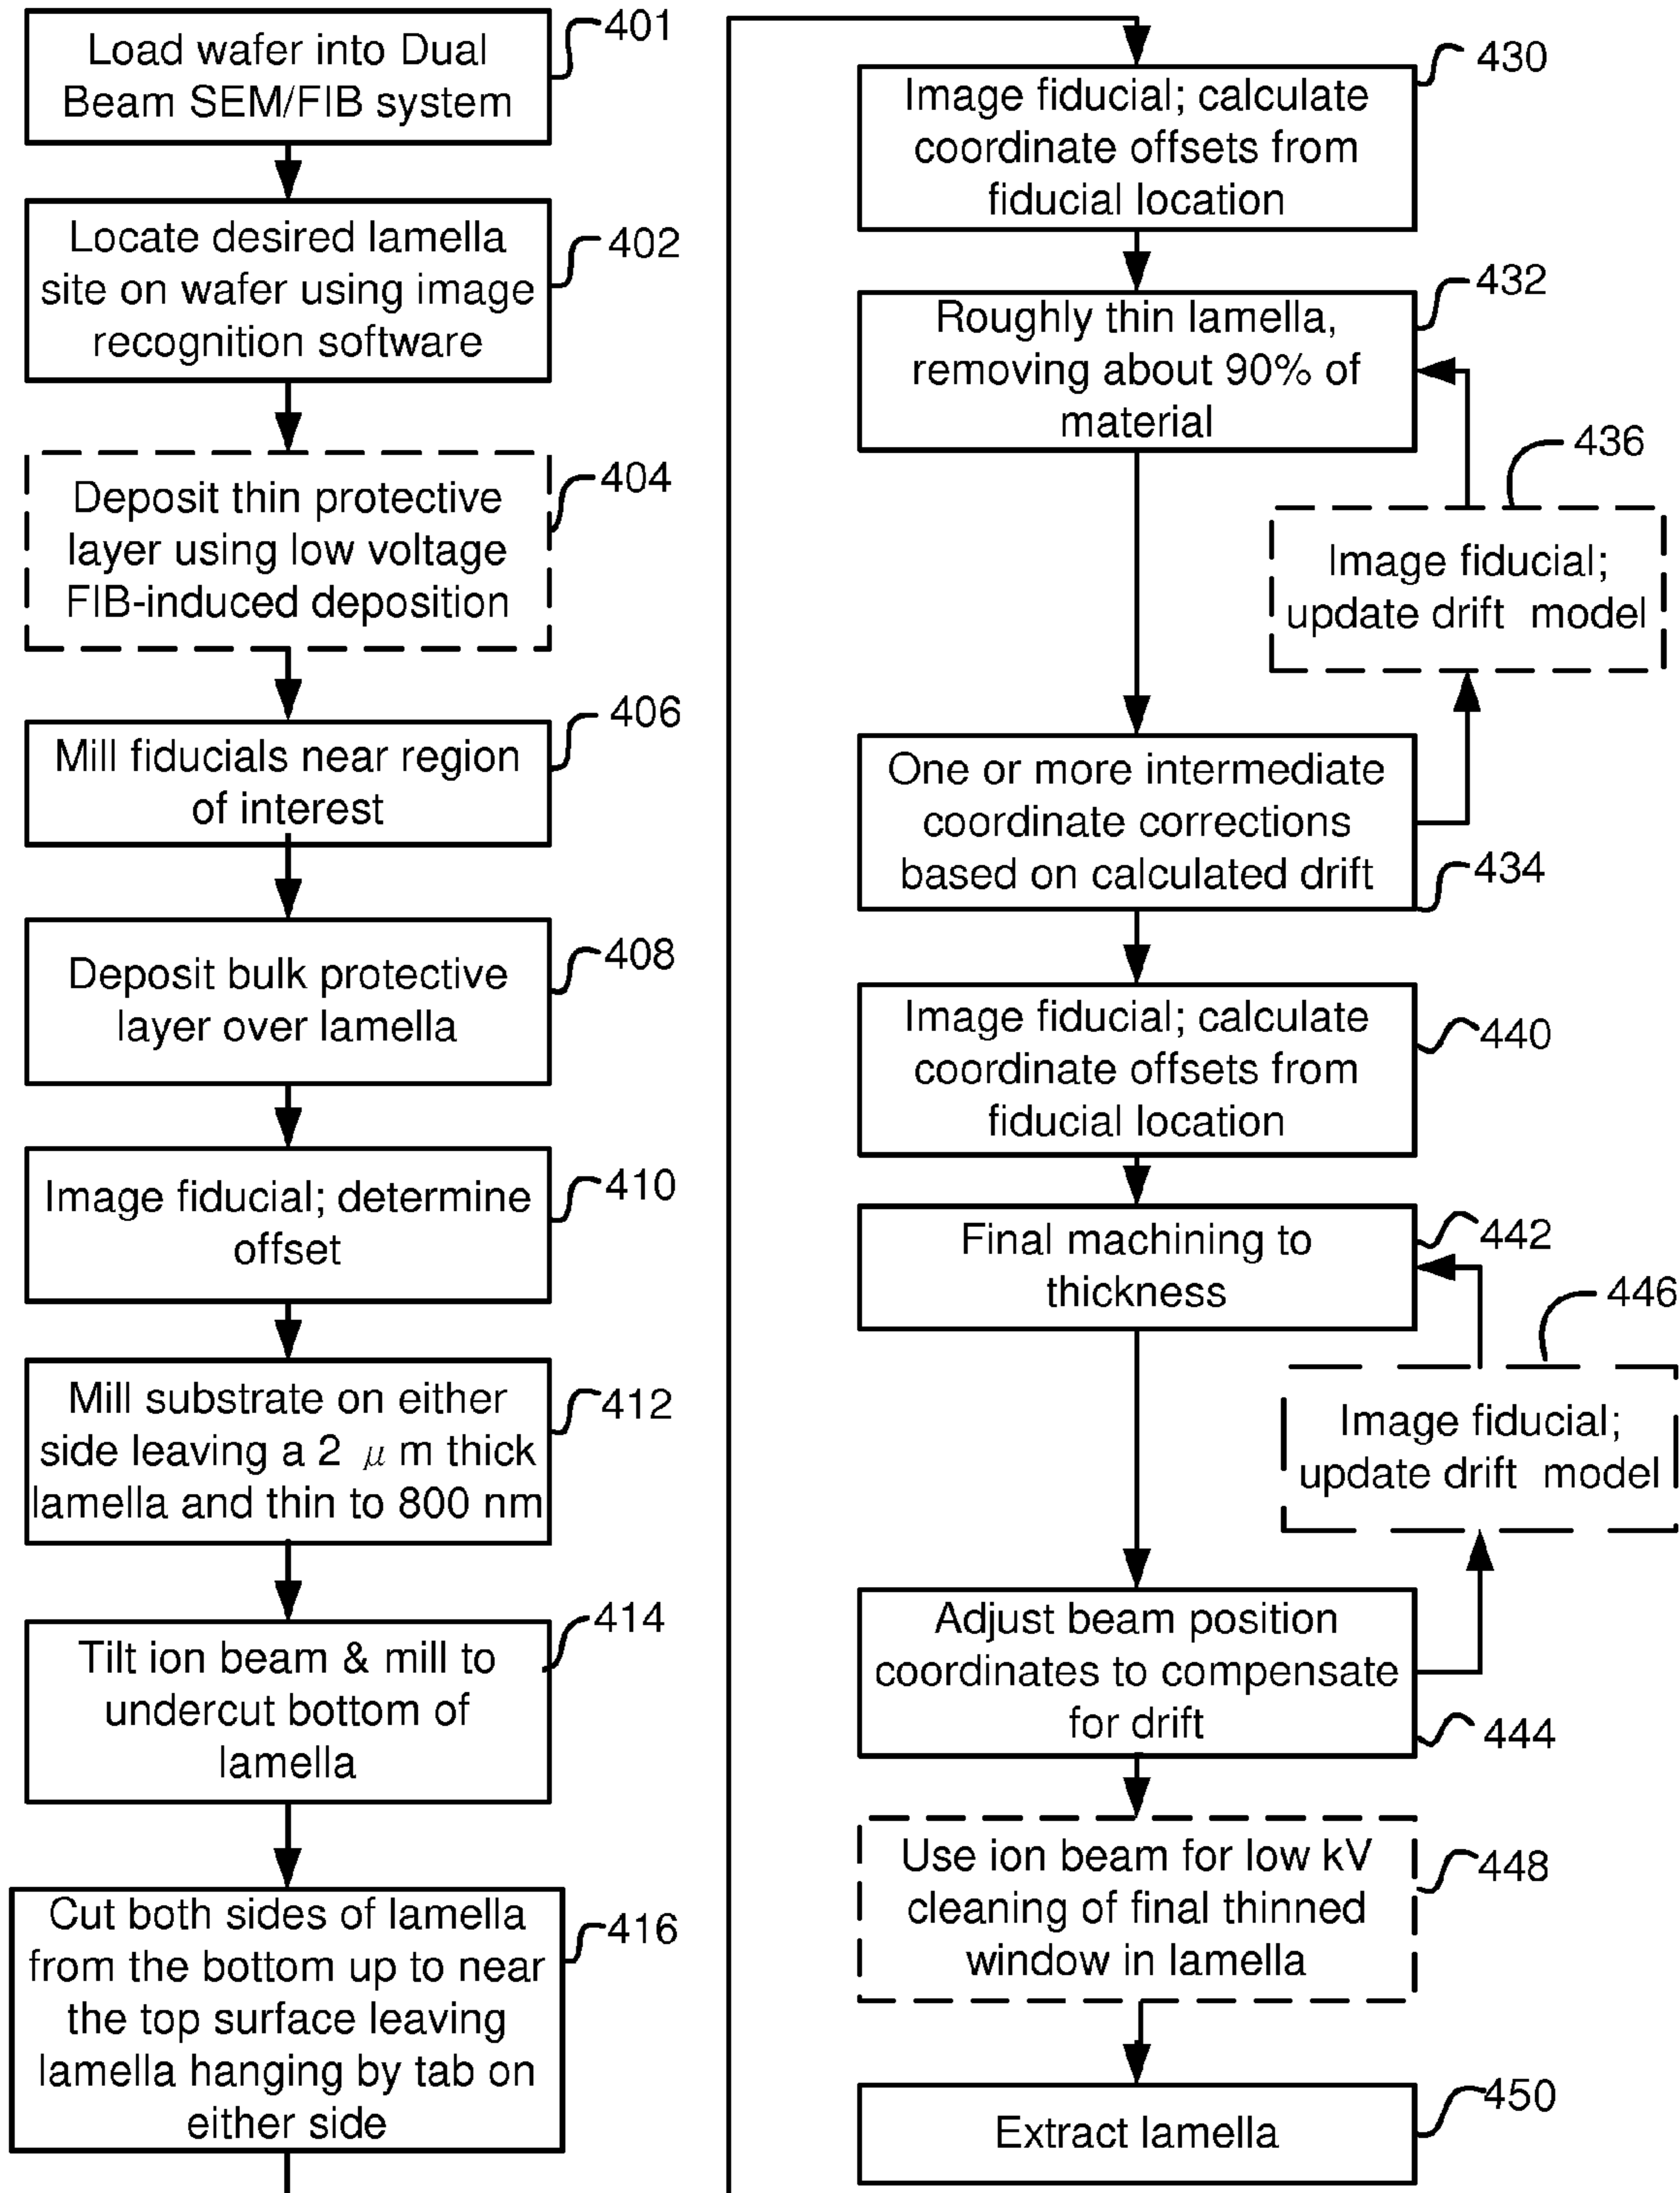 Load wafer into Dual
Beam SEM/FIB system
401
Locate desired lamella
site on wafer using image
recognition software
402
Deposit thin protective
layer using low voltage
FIB-induced deposition
404
Mill fiducials near region
of interest
406
Deposit bulk protective
layer over lamella
408
Image fiducial; determine
offset
410
Mill substrate on either
side leaving a 2 μm thick
lamella and thin to 800 nm
412
Tilt ion beam & mill to
undercut bottom of
lamella
414
Cut both sides of lamella
from the bottom up to near
the top surface leaving
lamella hanging by tab on
either side
416
Image fiducial; calculate
coordinate offsets from
fiducial location
430
Roughly thin lamella,
removing about 90% of
material
432
436
Image fiducial;
update drift model
One or more intermediate
coordinate corrections
based on calculated drift
434
Image fiducial; calculate
coordinate offsets from
fiducial location
440
Final machining to
thickness
442
446
Image fiducial;
update drift model
Adjust beam position
coordinates to compensate
for drift
444
Use ion beam for low kV
cleaning of final thinned
window in lamella
448
Extract lamella
450